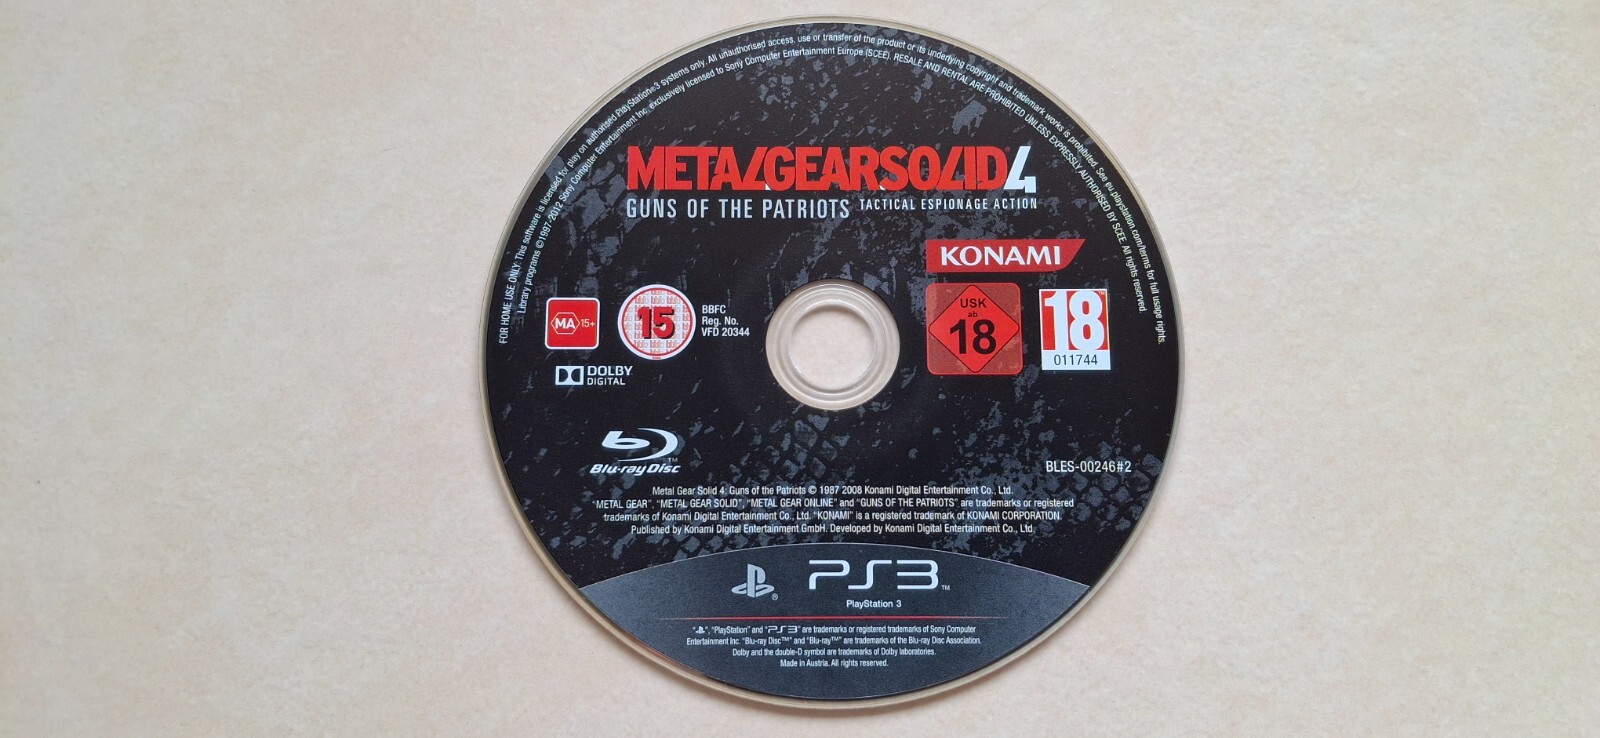 FOR HOME USE ONLY: This software is licensed for play on authorised PlayStation®3 systems only. All unauthorised access, use or transfer of the product or its underlying copyright and trademark works is prohibited. See eu.playstation.com/terms for full usage rights.
Library programs ©1997-2012 Sony Computer Entertainment Inc. exclusively licensed to Sony Computer Entertainment Europe (SCEE). RESALE AND RENTAL ARE PROHIBITED UNLESS EXPRESSLY AUTHORISED BY SCEE. All rights reserved.
METAL GEAR SOLID 4
GUNS OF THE PATRIOTS TACTICAL ESPIONAGE ACTION
KONAMI
MA 15+
15
BBFC
Reg. No.
VFD 20344
USK
ab
18
18
011744
DOLBY
DIGITAL
Blu-ray Disc™
BLES-00246#2
Metal Gear Solid 4: Guns of the Patriots © 1987 2008 Konami Digital Entertainment Co., Ltd.
"METAL GEAR", "METAL GEAR SOLID", "METAL GEAR ONLINE" and "GUNS OF THE PATRIOTS" are trademarks or registered
trademarks of Konami Digital Entertainment Co., Ltd. "KONAMI" is a registered trademark of KONAMI CORPORATION.
Published by Konami Digital Entertainment GmbH. Developed by Konami Digital Entertainment Co., Ltd.
PS3™
PlayStation 3
" ", "PlayStation" and "PS3" are trademarks or registered trademarks of Sony Computer
Entertainment Inc. "Blu-ray Disc™" and "Blu-ray™" are trademarks of the Blu-ray Disc Association.
Dolby and the double-D symbol are trademarks of Dolby laboratories.
Made in Austria. All rights reserved.